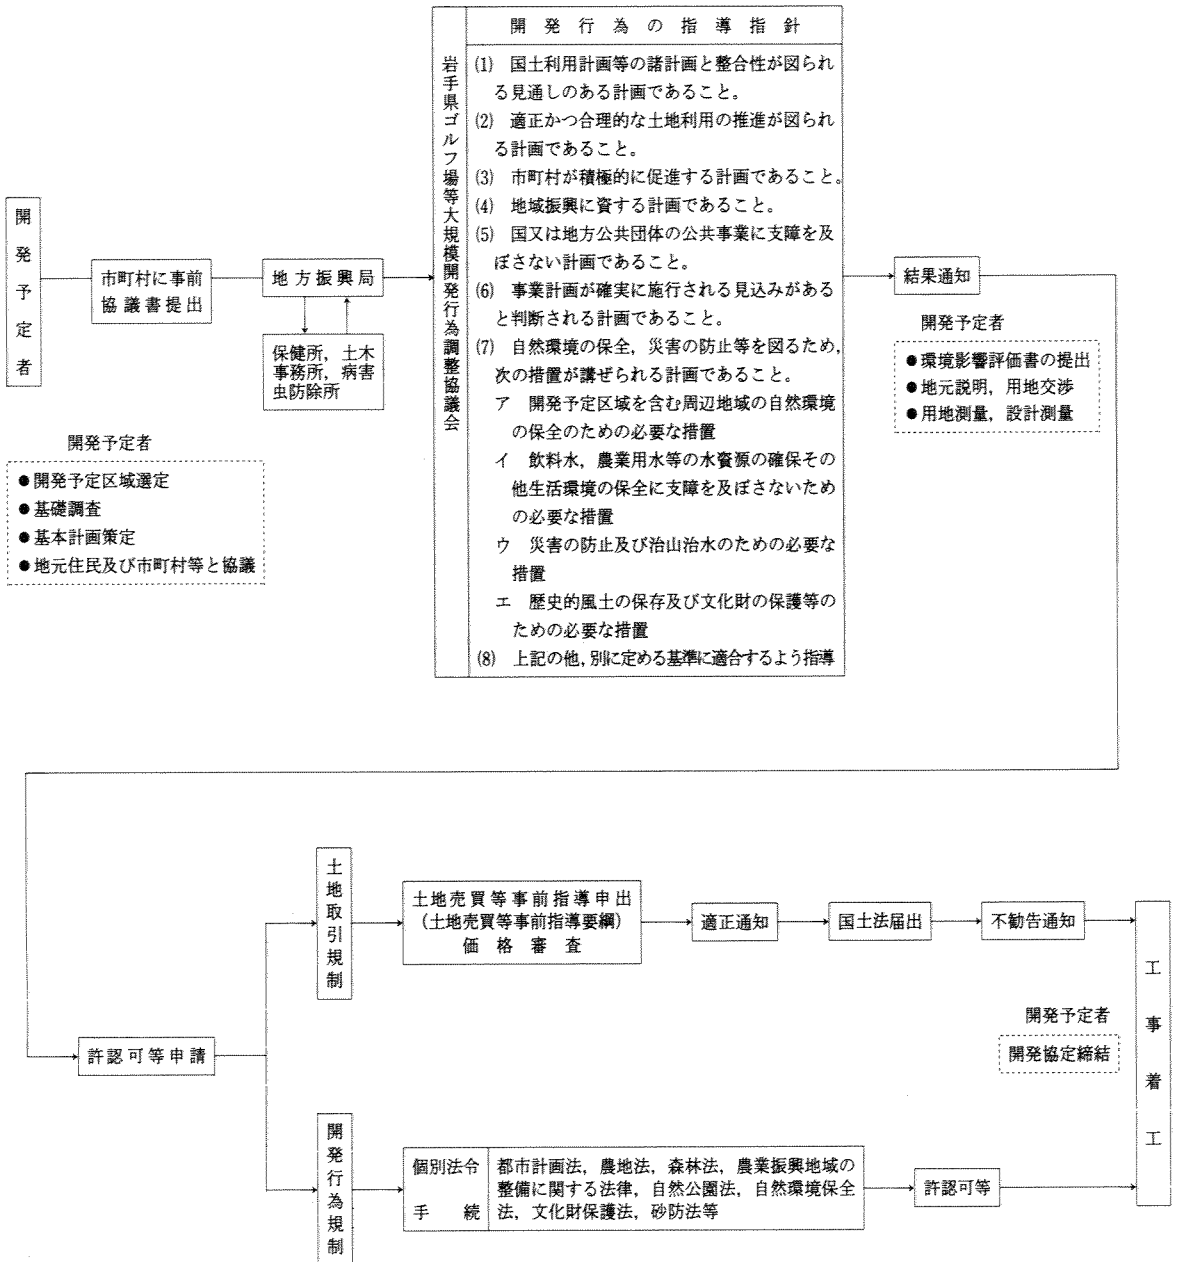 開発予定者
市町村に事前
協議書提出
地方振興局
保健所，土木
事務所，病害
虫防除所
開発予定者
●開発予定区域選定
●基礎調査
●基本計画策定
●地元住民及び市町村等と協議
岩手県ゴルフ場等大規模開発行為調整協議会
開発行為の指導指針
(1) 国土利用計画等の諸計画と整合性が図られ
る見通しのある計画であること。
(2) 適正かつ合理的な土地利用の推進が図られ
る計画であること。
(3) 市町村が積極的に促進する計画であること。
(4) 地域振興に資する計画であること。
(5) 国又は地方公共団体の公共事業に支障を及
ぼさない計画であること。
(6) 事業計画が確実に施行される見込みがある
と判断される計画であること。
(7) 自然環境の保全，災害の防止等を図るため，
次の措置が講ぜられる計画であること。
ア 開発予定区域を含む周辺地域の自然環境
の保全のための必要な措置
イ 飲料水，農業用水等の水資源の確保その
他生活環境の保全に支障を及ぼさないため
の必要な措置
ウ 災害の防止及び治山治水のための必要な
措置
エ 歴史的風土の保存及び文化財の保護等の
ための必要な措置
(8) 上記の他，別に定める基準に適合するよう指導
結果通知
開発予定者
●環境影響評価書の提出
●地元説明，用地交渉
●用地測量，設計測量
許認可等申請
土地取引規制
土地売買等事前指導申出
（土地売買等事前指導要綱）
価格審査
適正通知
国土法届出
不勧告通知
開発予定者
開発協定締結
工事着工
開発行為規制
個別法令
手続
都市計画法，農地法，森林法，農業振興地域の
整備に関する法律，自然公園法，自然環境保全
法，文化財保護法，砂防法等
許認可等